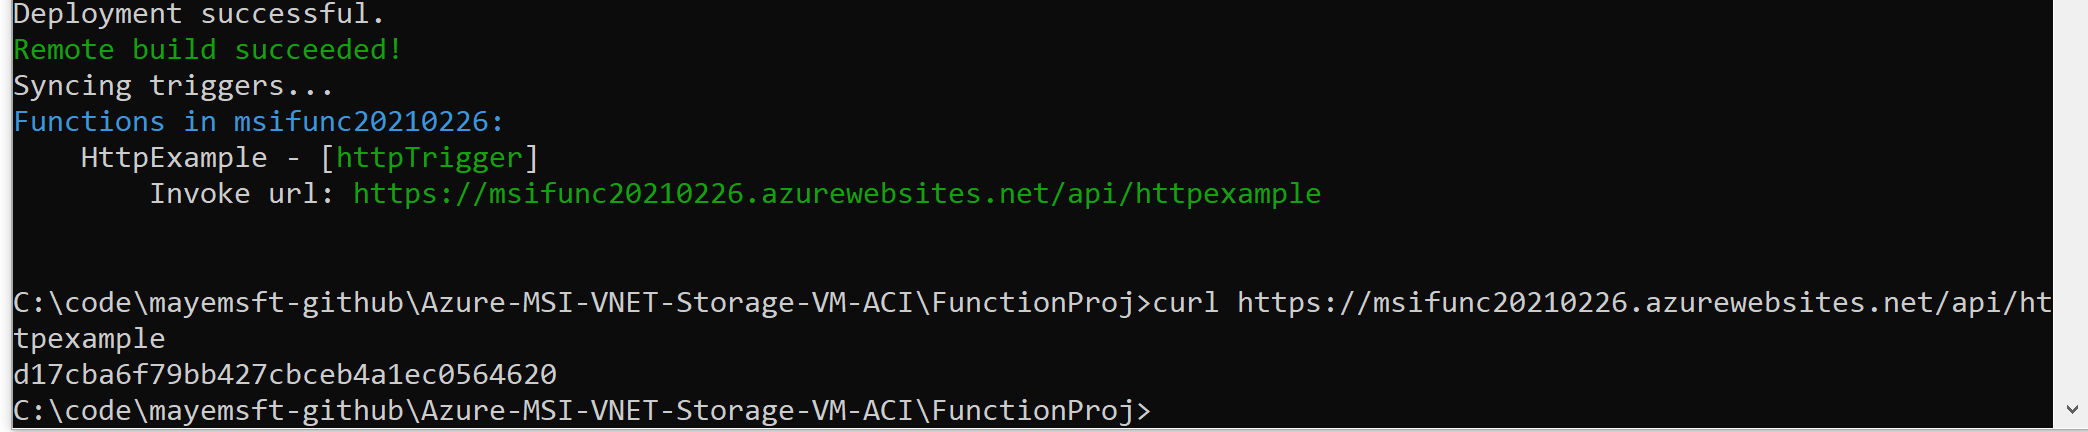 Deployment successful.
Remote build succeeded!
Syncing triggers...
Functions in msifunc20210226:
    HttpExample - [httpTrigger]
        Invoke url: https://msifunc20210226.azurewebsites.net/api/httpexample
C:\code\mayemsft-github\Azure-MSI-VNET-Storage-VM-ACI\FunctionProj>curl https://msifunc20210226.azurewebsites.net/api/ht
tpexample
d17cba6f79bb427cbceb4a1ec0564620
C:\code\mayemsft-github\Azure-MSI-VNET-Storage-VM-ACI\FunctionProj>